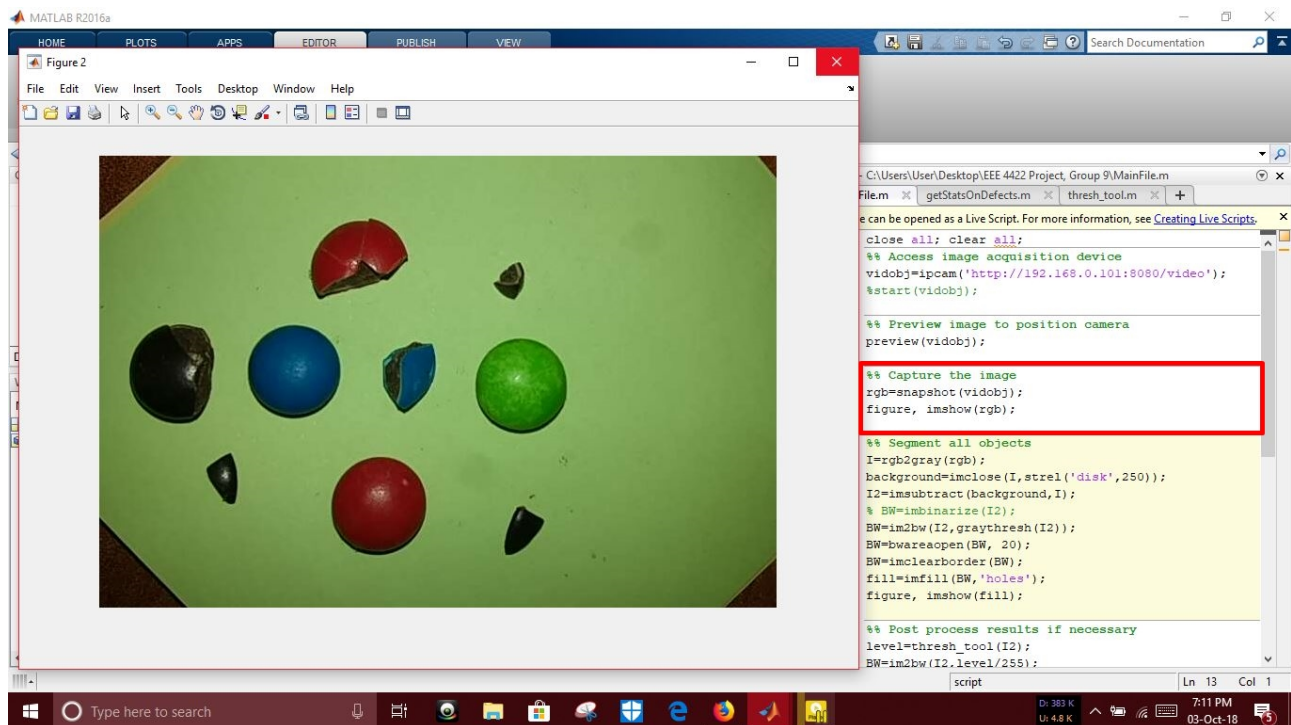 MATLAB R2016a
HOME PLOTS APPS EDITOR PUBLISH VIEW
Search Documentation
Figure 2
File Edit View Insert Tools Desktop Window Help
- C:\Users\User\Desktop\EEE 4422 Project, Group 9\MainFile.m
File.m getStatsOnDefects.m thresh_tool.m +
e can be opened as a Live Script. For more information, see Creating Live Scripts.
close all; clear all;
%% Access image acquisition device
vidobj=ipcam('http://192.168.0.101:8080/video');
%start(vidobj);
%% Preview image to position camera
preview(vidobj);
%% Capture the image
rgb=snapshot(vidobj);
figure, imshow(rgb);
%% Segment all objects
I=rgb2gray(rgb);
background=imclose(I,strel('disk',250));
I2=imsubtract(background,I);
% BW=imbinarize(I2);
BW=im2bw(I2,graythresh(I2));
BW=bwareaopen(BW, 20);
BW=imclearborder(BW);
fill=imfill(BW,'holes');
figure, imshow(fill);
%% Post process results if necessary
level=thresh_tool(I2);
BW=im2bw(I2,level/255);
script Ln 13 Col 1
Type here to search
D: 383 K
U: 4.8 K
7:11 PM
03-Oct-18
5